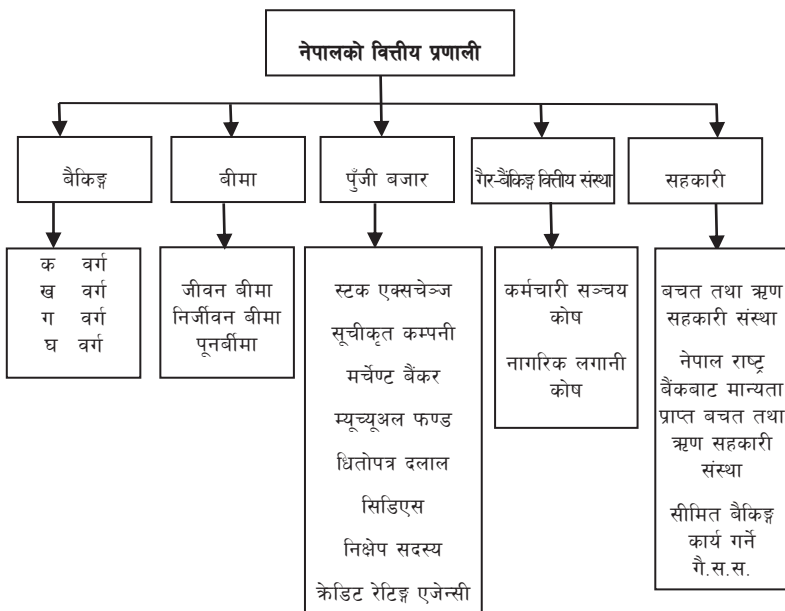 नेपालको वित्तीय प्रणाली
बैकिङ्ग
बीमा
पुँजी बजार
गैर-बैंकिङ्ग वित्तीय संस्था
सहकारी
क वर्ग
ख वर्ग
ग वर्ग
घ वर्ग
जीवन बीमा
निर्जीवन बीमा
पूनर्बीमा
स्टक एक्सचेञ्ज
सूचीकृत कम्पनी
मर्चेण्ट बैंकर
म्यूच्यूअल फण्ड
धितोपत्र दलाल
सिडिएस
निक्षेप सदस्य
क्रेडिट रेटिङ्ग एजेन्सी
कर्मचारी सञ्चय
कोष
नागरिक लगानी
कोष
बचत तथा ऋण
सहकारी संस्था
नेपाल राष्ट्र
बैंकबाट मान्यता
प्राप्त बचत तथा
ऋण सहकारी
संस्था
सीमित बैकिङ्ग
कार्य गर्ने
गै.स.स.